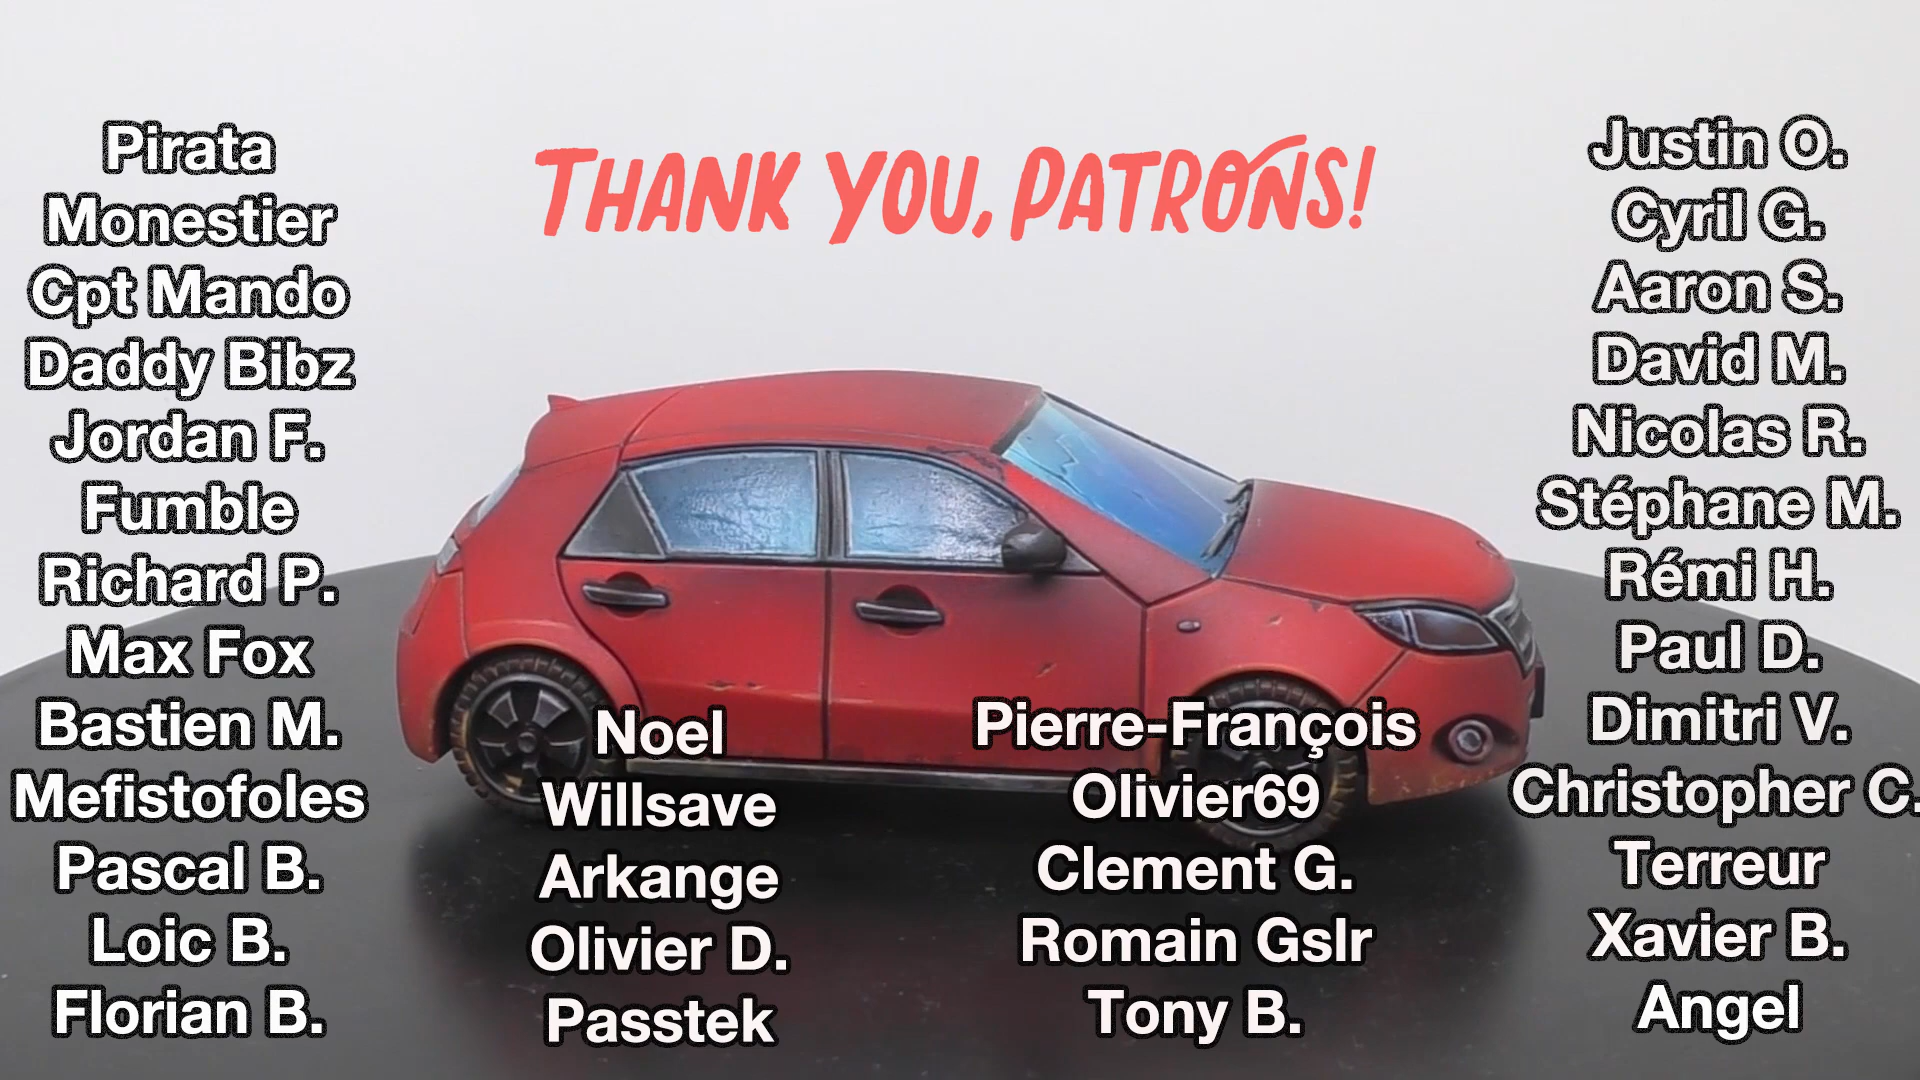 THANK YOU, PATRONS!
Pirata
Monestier
Cpt Mando
Daddy Bibz
Jordan F.
Fumble
Richard P.
Max Fox
Bastien M.
Mefistofoles
Pascal B.
Loic B.
Florian B.
Noel
Willsave
Arkange
Olivier D.
Passtek
Pierre-François
Olivier69
Clement G.
Romain Gslr
Tony B.
Justin O.
Cyril G.
Aaron S.
David M.
Nicolas R.
Stéphane M.
Rémi H.
Paul D.
Dimitri V.
Christopher C.
Terreur
Xavier B.
Angel